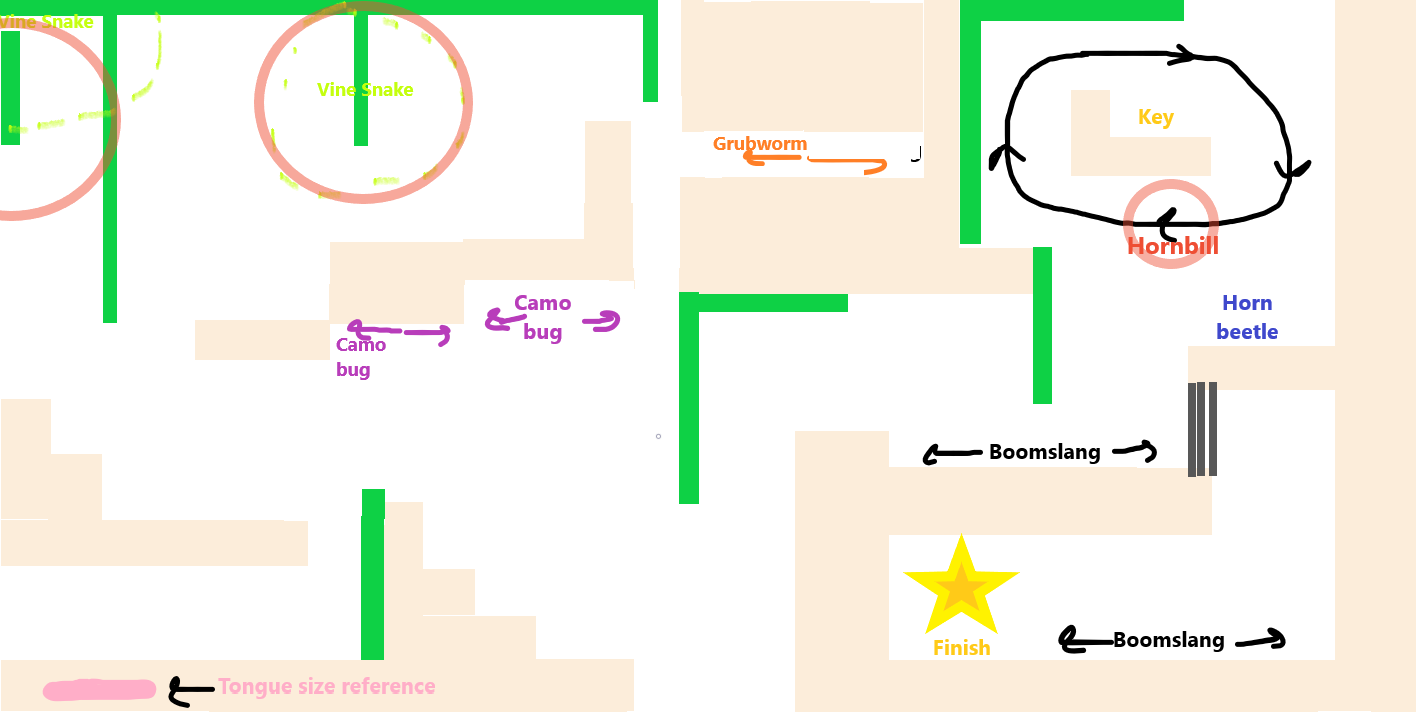 Vine Snake
Vine Snake
Grubworm
Key
Hornbill
Camo
bug
Camo
bug
Horn
beetle
Boomslang
Finish
Boomslang
Tongue size reference